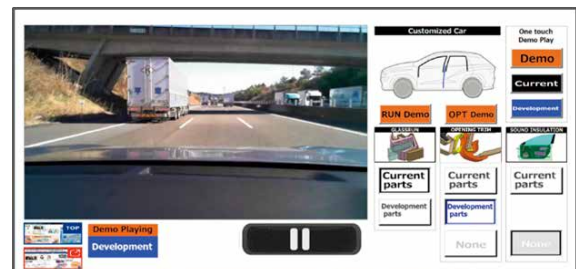 Customized Car
One touch
Demo Play
Demo
Current
Development
RUN Demo
OPT Demo
GLASSRUN
OPENING TRIM
SOUND INSULATION
Current
parts
Current
parts
Current
parts
Development
parts
Development
parts
None
None
TOP
Demo Playing
Development